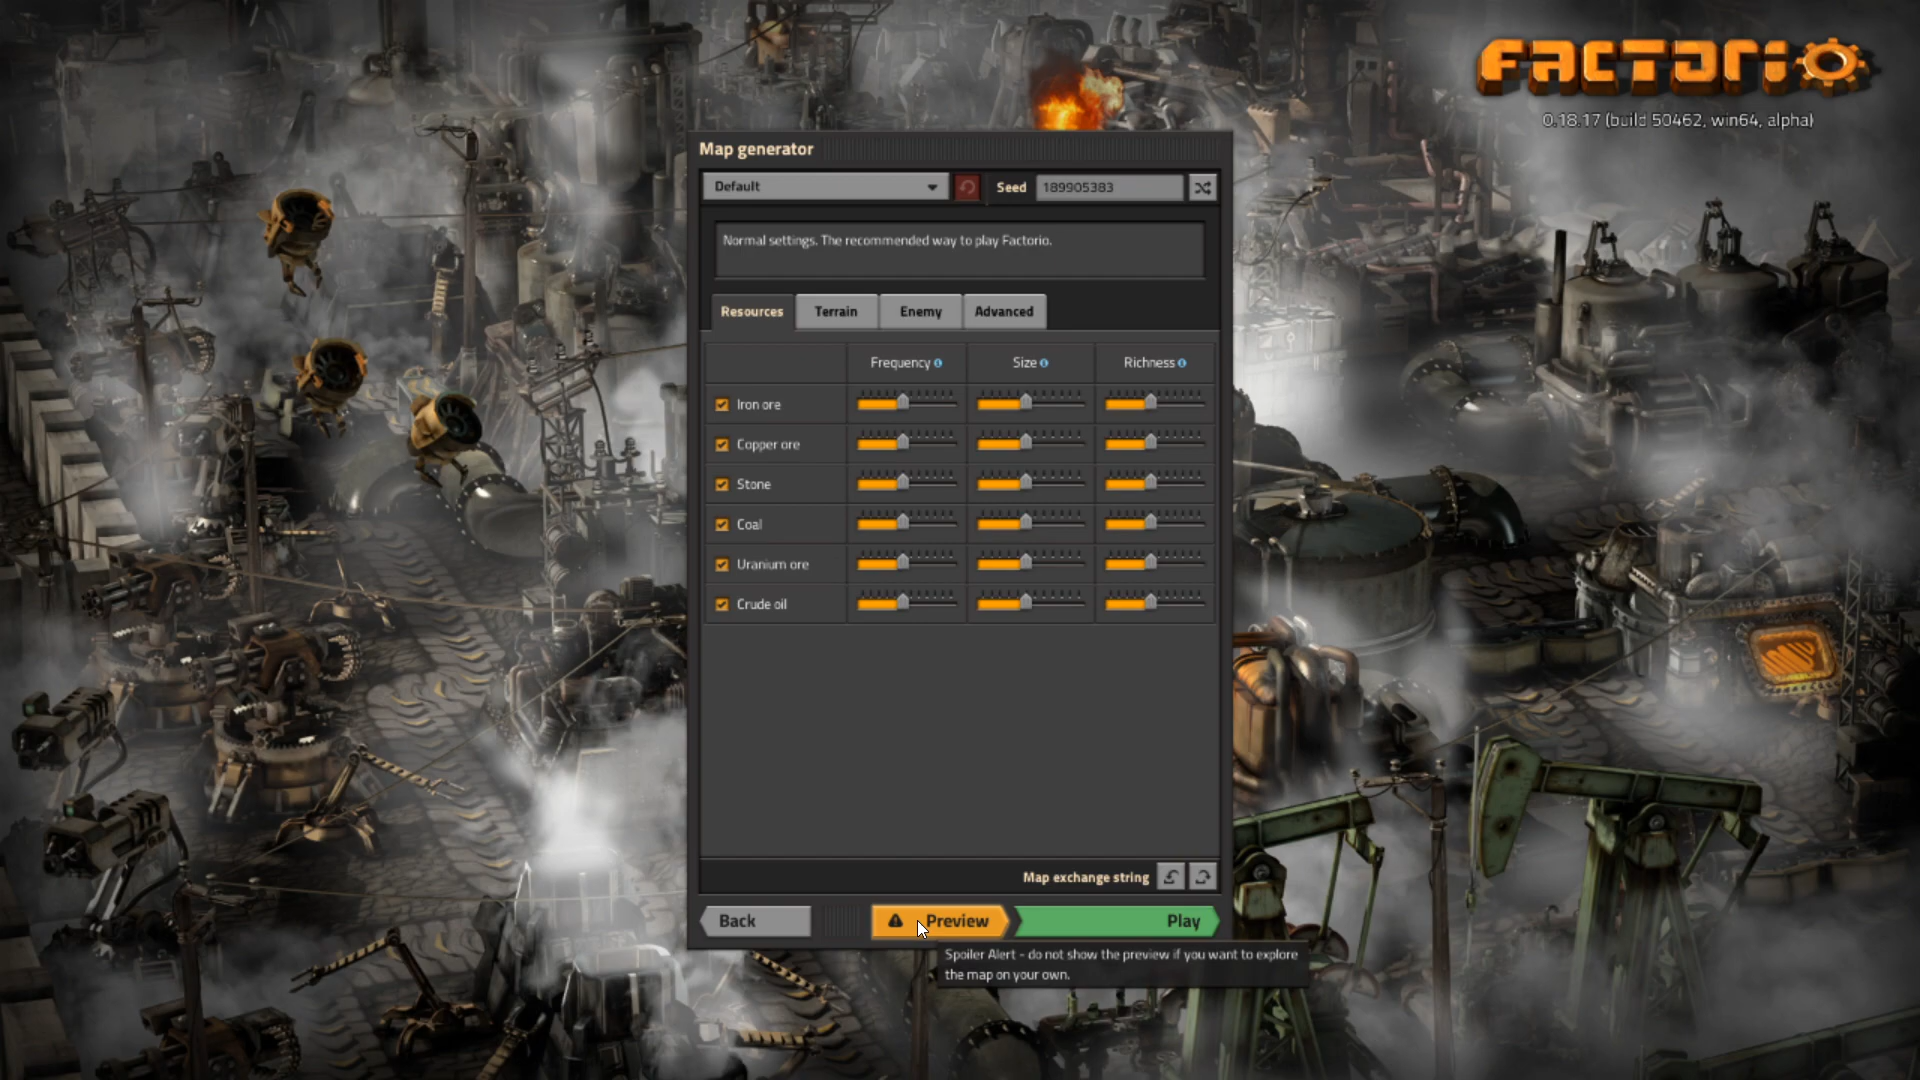 FACTORIO
0.18.17 (build 50462, win64, alpha)
Map generator
Default Seed 189905383
Normal settings. The recommended way to play Factorio.
Resources Terrain Enemy Advanced
Frequency Size Richness
Iron ore
Copper ore
Stone
Coal
Uranium ore
Crude oil
Map exchange string
Back Preview Play
Spoiler Alert - do not show the preview if you want to explore
the map on your own.